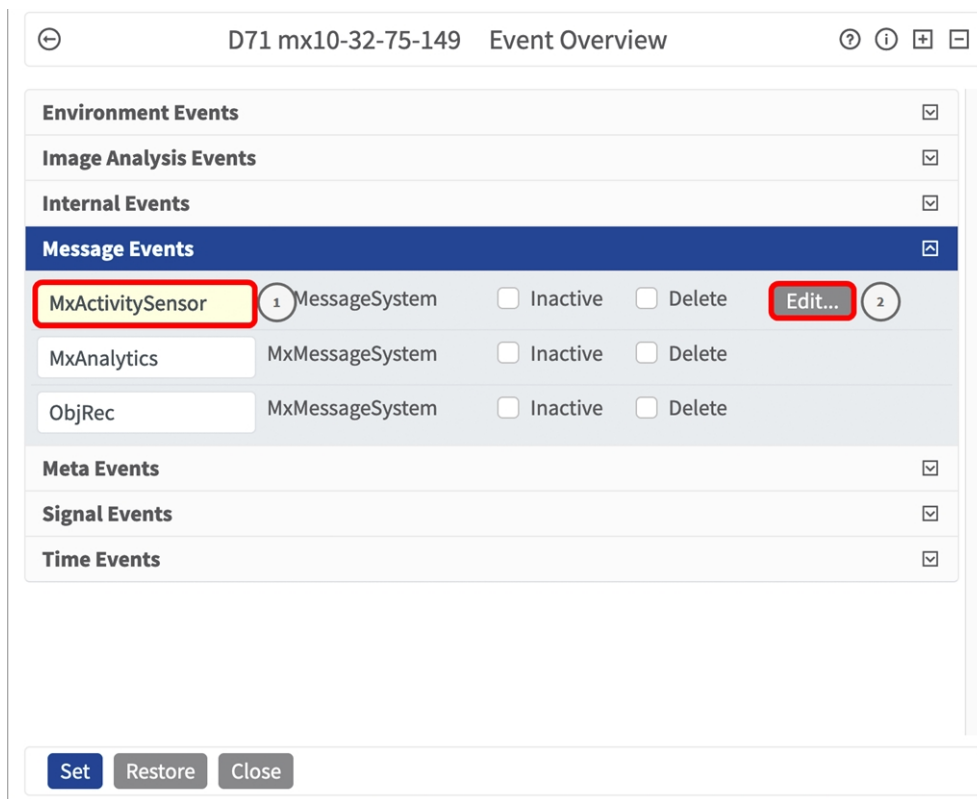 D71 mx10-32-75-149 Event Overview
Environment Events
Image Analysis Events
Internal Events
Message Events
MxActivitySensor 1 MessageSystem Inactive Delete Edit... 2
MxAnalytics MxMessageSystem Inactive Delete
ObjRec MxMessageSystem Inactive Delete
Meta Events
Signal Events
Time Events
Set Restore Close